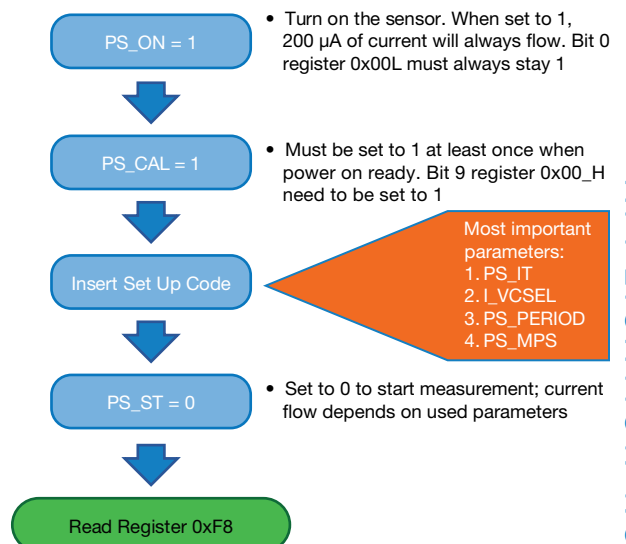 PS_ON = 1
• Turn on the sensor. When set to 1,
200 µA of current will always flow. Bit 0
register 0x00L must always stay 1
PS_CAL = 1
• Must be set to 1 at least once when
power on ready. Bit 9 register 0x00_H
need to be set to 1
Insert Set Up Code
Most important
parameters:
1. PS_IT
2. I_VCSEL
3. PS_PERIOD
4. PS_MPS
PS_ST = 0
• Set to 0 to start measurement; current
flow depends on used parameters
Read Register 0xF8